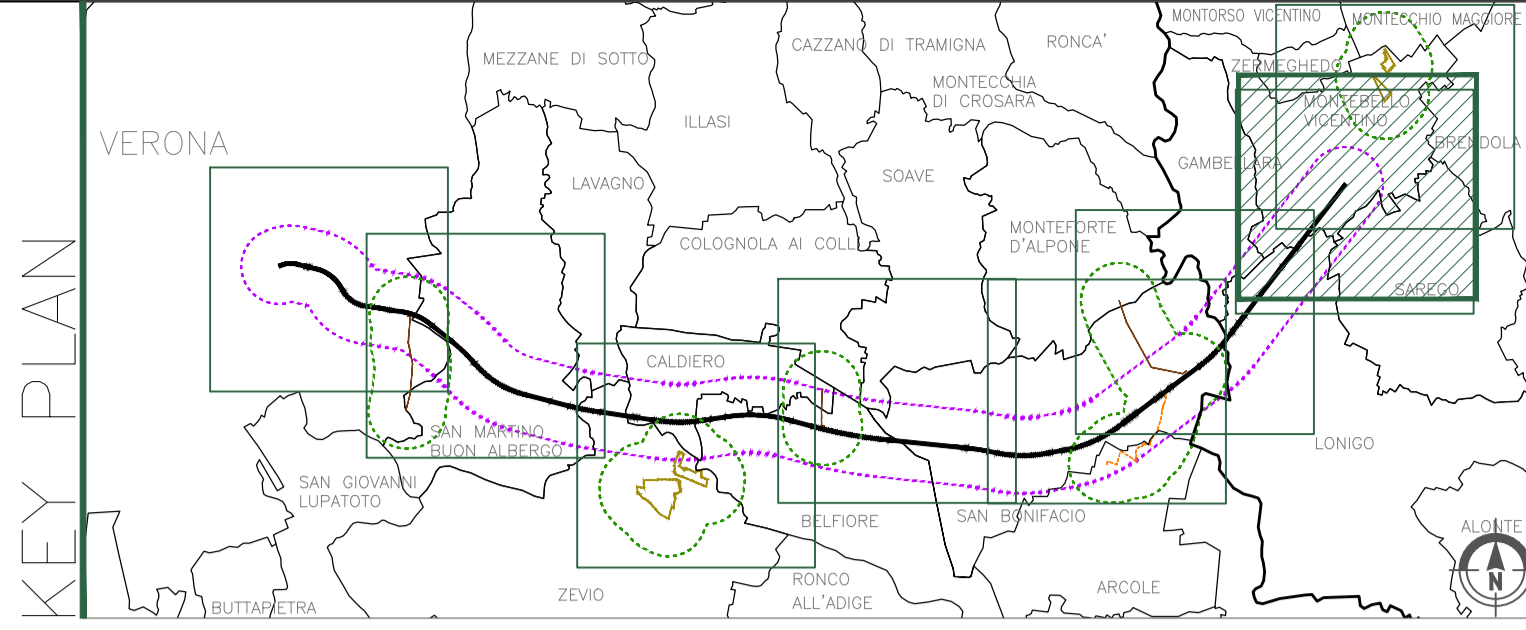 KEY PLAN
MONTORSO VICENTINO
MONTECCHIO MAGGIORE
CAZZANO DI TRAMIGNA
RONCA'
MEZZANE DI SOTTO
ZERMEGHEDO
MONTECCHIA
DI CROSARA
MONTEBELLO
VICENTINO
ILLASI
VERONA
BRENDOLA
GAMBELLARA
LAVAGNO
SOAVE
MONTEFORTE
D'ALPONE
COLOGNOLA AI COLLI
SAREGO
CALDIERO
SAN MARTINO
BUON ALBERGO
LONIGO
SAN GIOVANNI
LUPATOTO
BELFIORE
SAN BONIFACIO
ALONTE
ZEVIO
RONCO
ALL'ADIGE
ARCOLE
BUTTAPIETRA
N